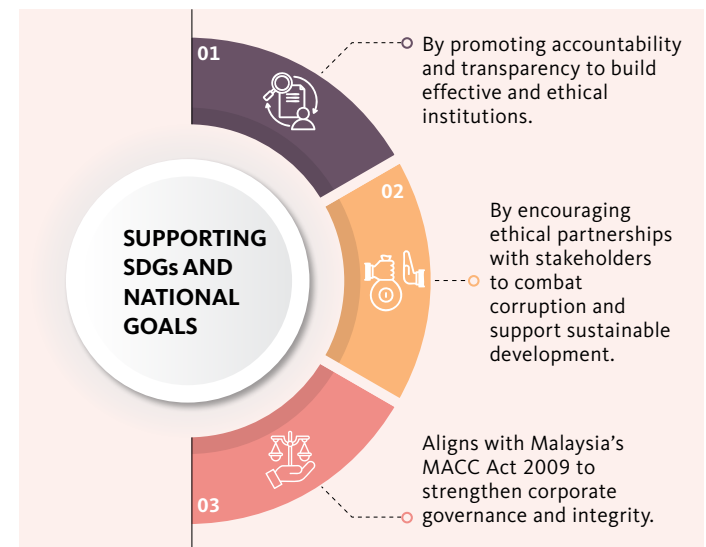 SUPPORTING
SDGs AND
NATIONAL
GOALS
01
By promoting accountability
and transparency to build
effective and ethical
institutions.
02
By encouraging
ethical partnerships
with stakeholders
to combat
corruption and
support sustainable
development.
03
Aligns with Malaysia’s
MACC Act 2009 to
strengthen corporate
governance and integrity.